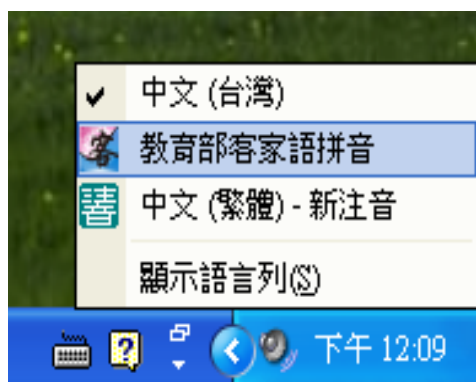 中文 (台灣)
客 教育部客家語拼音
中文 (繁體) - 新注音
顯示語言列(S)
下午 12:09